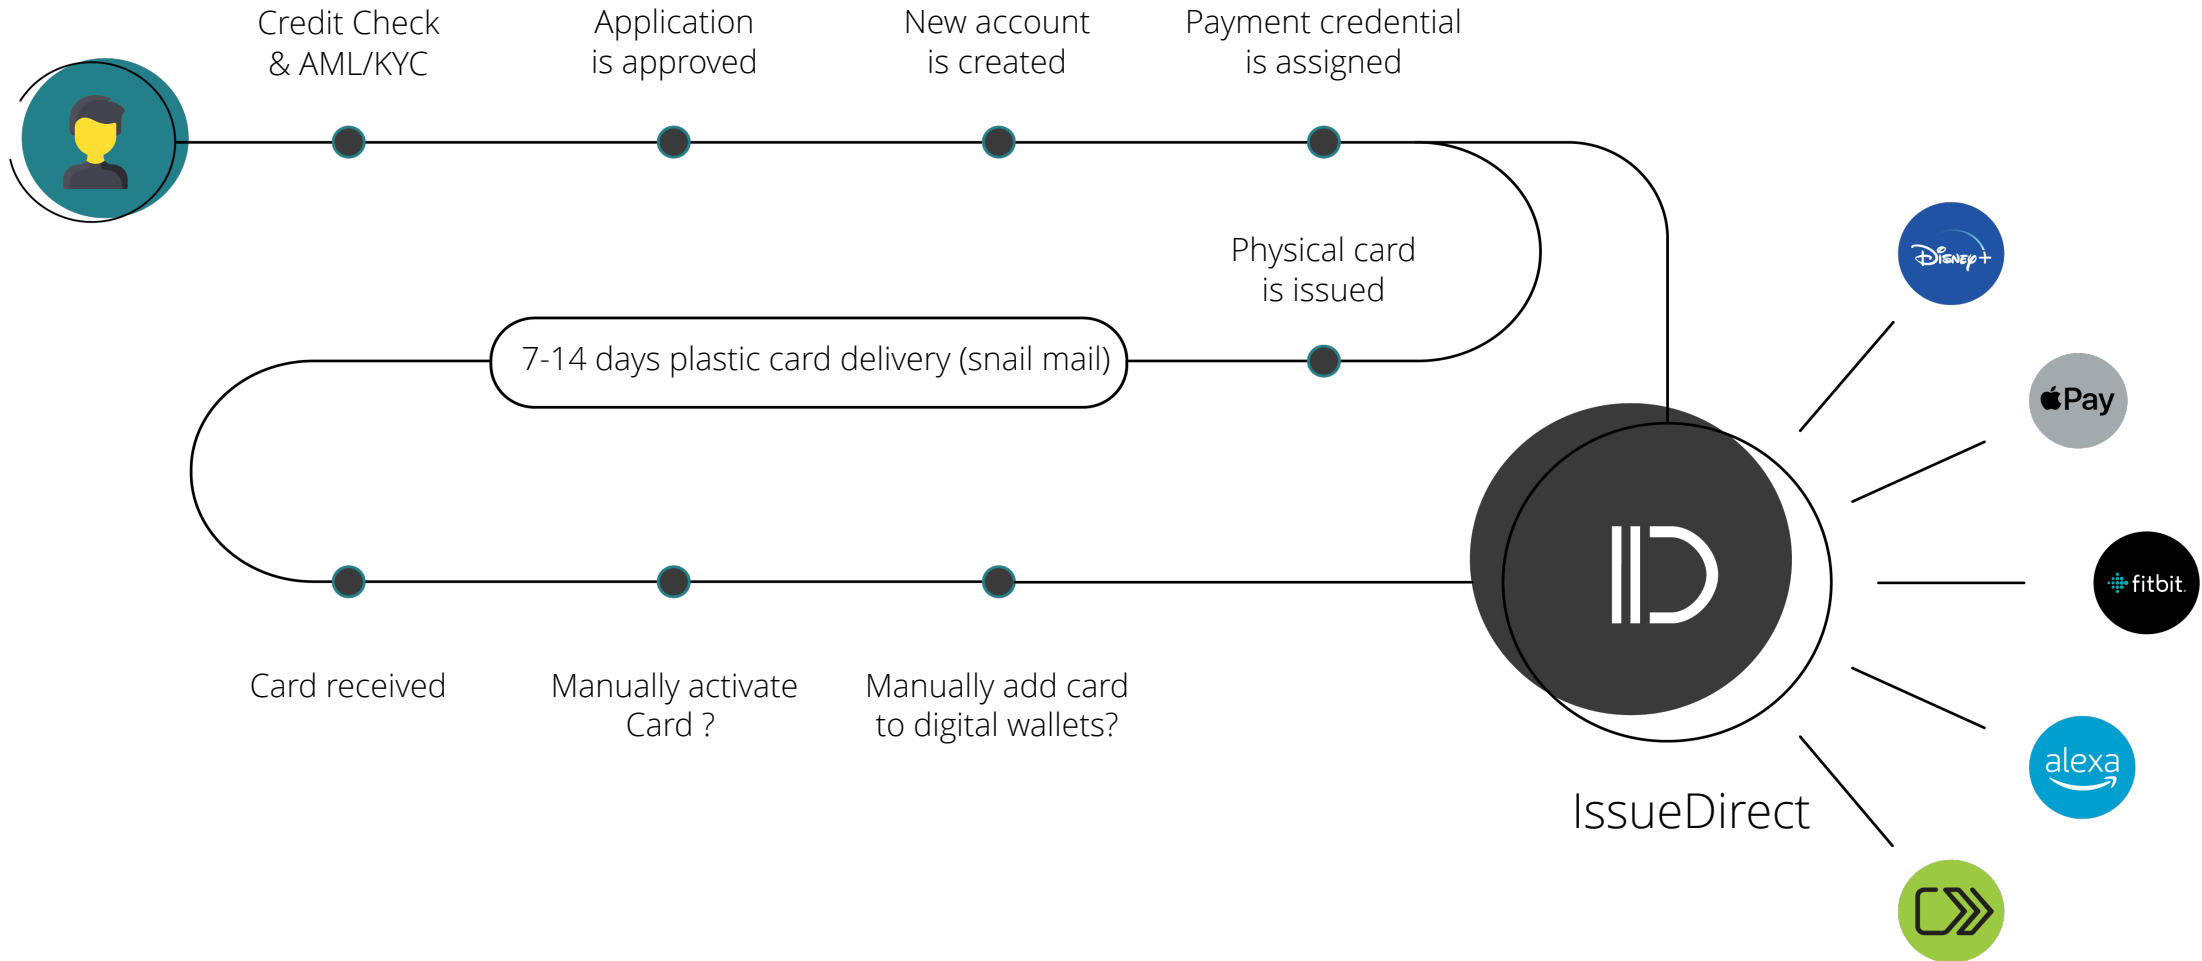 Credit Check
& AML/KYC
Application
is approved
New account
is created
Payment credential
is assigned
Physical card
is issued
7-14 days plastic card delivery (snail mail)
Card received
Manually activate
Card ?
Manually add card
to digital wallets?
ID
IssueDirect
Disney+
Pay
fitbit.
alexa